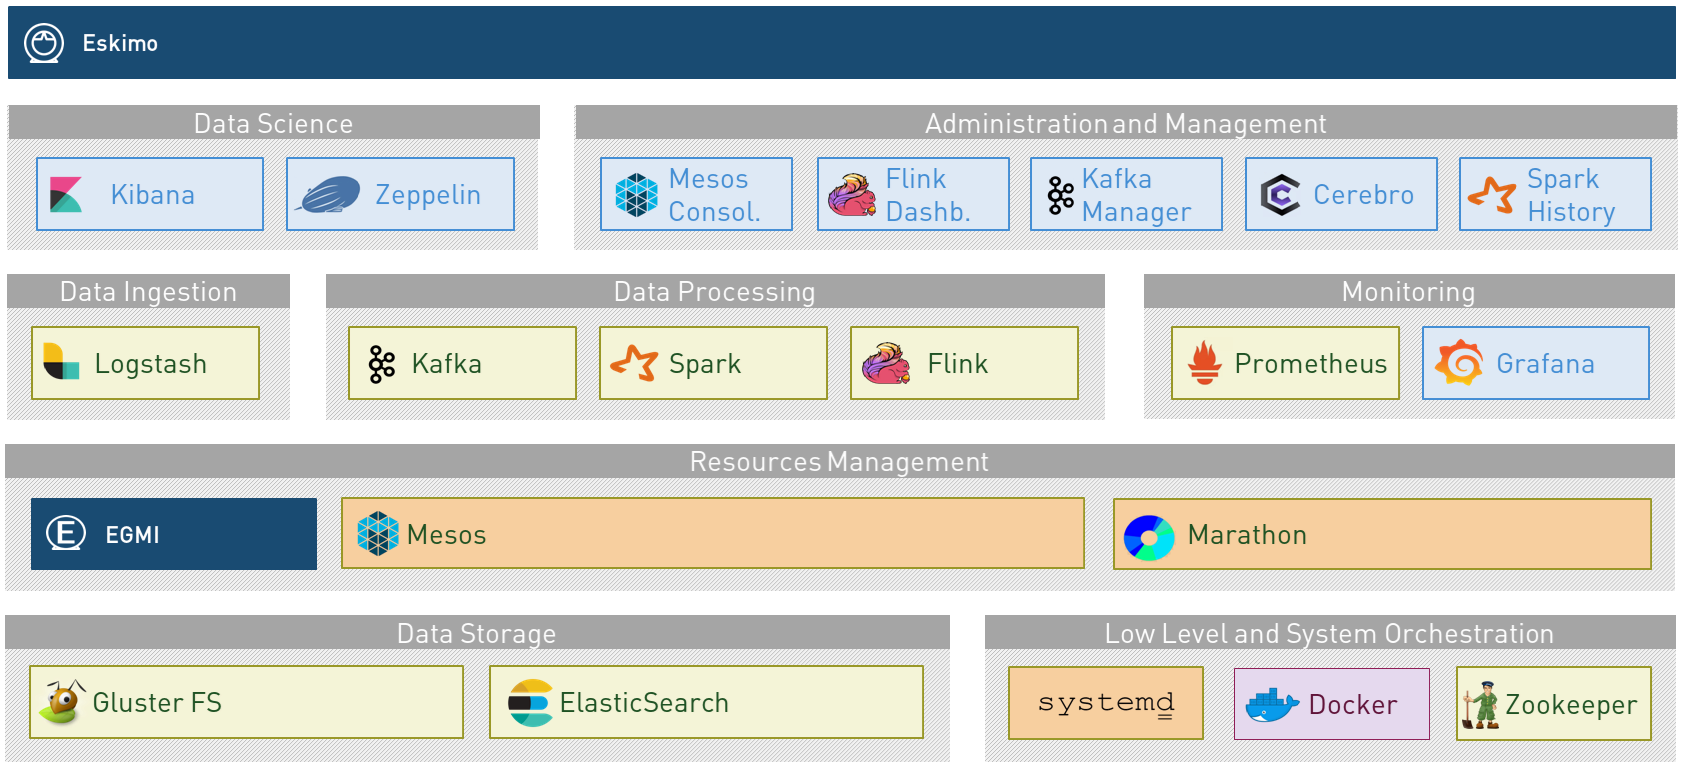 Eskimo
Data Science
Administration and Management
Kibana
Zeppelin
Mesos
Consol.
Flink
Dashb.
Kafka
Manager
Cerebro
Spark
History
Data Ingestion
Data Processing
Monitoring
Logstash
Kafka
Spark
Flink
Prometheus
Grafana
Resources Management
E
EGMI
Mesos
Marathon
Data Storage
Low Level and System Orchestration
Gluster FS
ElasticSearch
systemd
Docker
Zookeeper